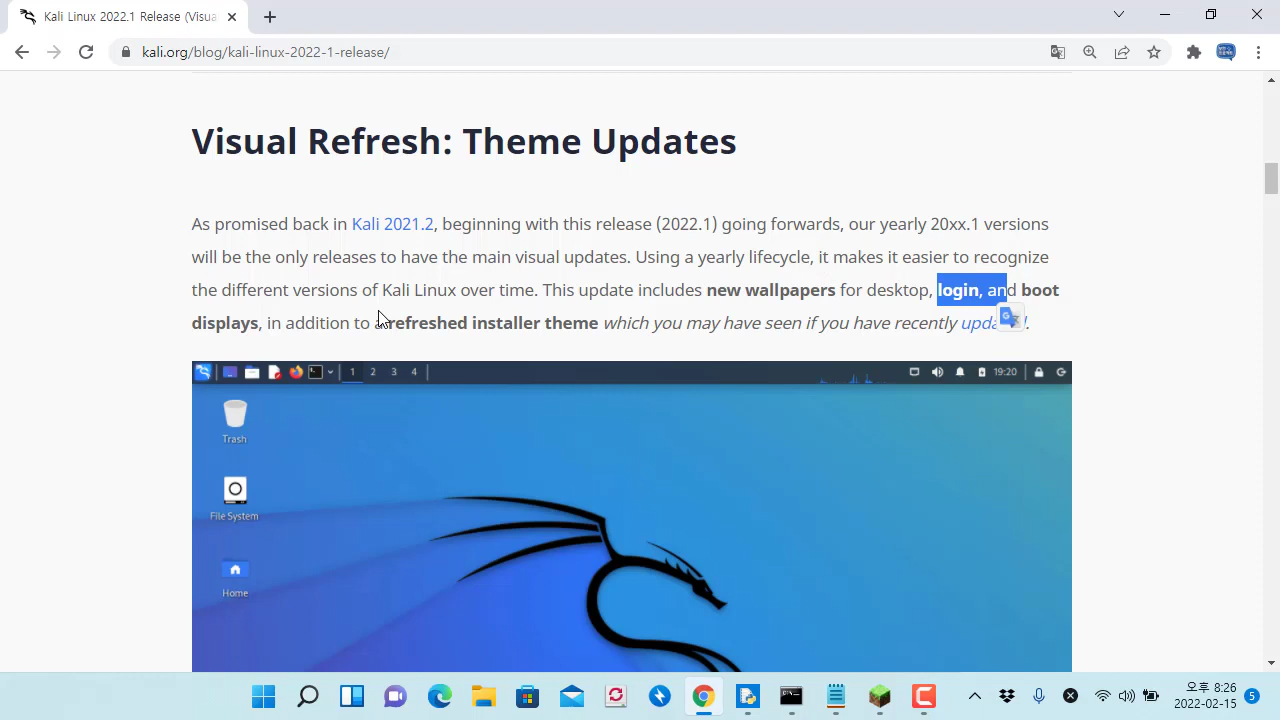 Kali Linux 2022.1 Release (Visua
kali.org/blog/kali-linux-2022-1-release/
Visual Refresh: Theme Updates
As promised back in Kali 2021.2, beginning with this release (2022.1) going forwards, our yearly 20xx.1 versions
will be the only releases to have the main visual updates. Using a yearly lifecycle, it makes it easier to recognize
the different versions of Kali Linux over time. This update includes new wallpapers for desktop, login, and boot
displays, in addition to a refreshed installer theme which you may have seen if you have recently
1 2 3 4 19:20
Trash
File System
Home
오후 8:26
2022-02-15
5